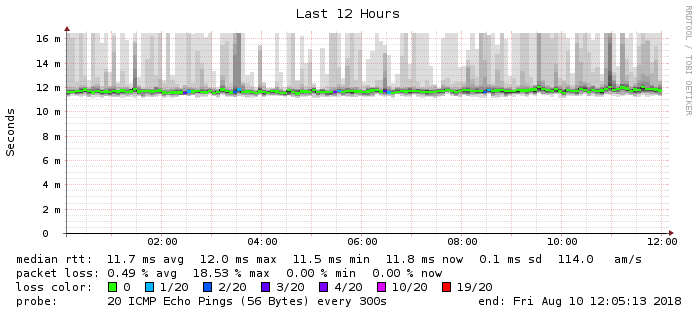 Last 12 Hours
RRDTOOL / TOBI OETIKER
Seconds
16 m
14 m
12 m
10 m
8 m
6 m
4 m
2 m
0
02:00 04:00 06:00 08:00 10:00 12:00
median rtt: 11.7 ms avg 12.0 ms max 11.5 ms min 11.8 ms now 0.1 ms sd 114.0 am/s
packet loss: 0.49 % avg 18.53 % max 0.00 % min 0.00 % now
loss color: 0 1/20 2/20 3/20 4/20 10/20 19/20
probe: 20 ICMP Echo Pings (56 Bytes) every 300s end: Fri Aug 10 12:05:13 2018